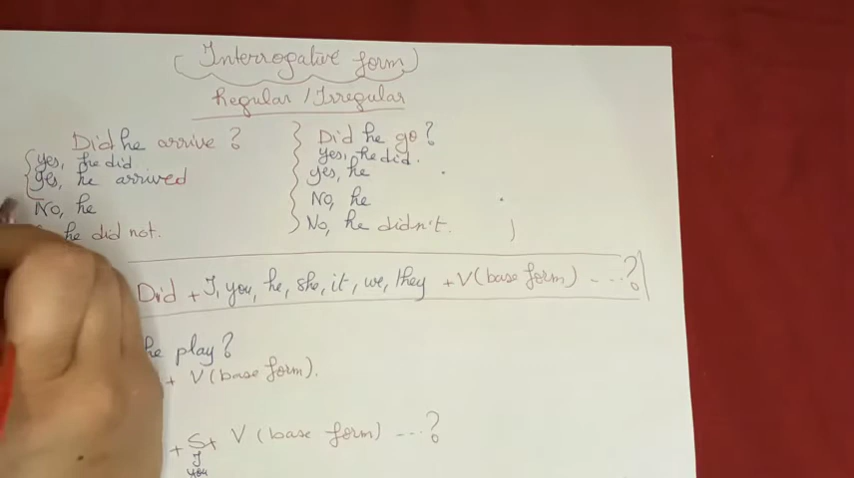 (Interrogative form)
Regular / Irregular
Did he arrive ?
yes, he did.
yes, he arrived
No, he
he did not.
Did he go ?
yes, he did.
yes, he
No, he
No, he didn't.
Did + I, you, he, she, it, we, they + V (base form) ....?
he play ?
+ V (base form).
+ S + V (base form) ....?
I
you